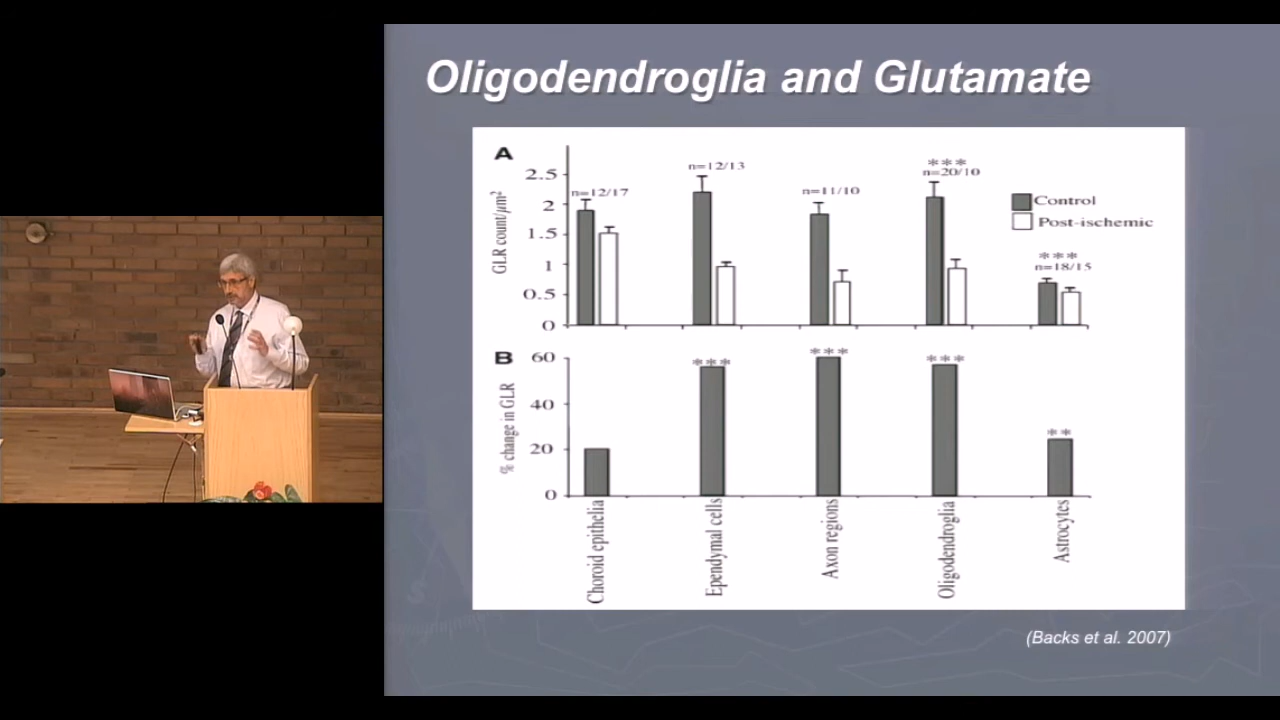 Oligodendroglia and Glutamate
A
GLR count/µm²
2.5
2
1.5
1
0.5
0
n=12/17
n=12/13
n=11/10
***
n=20/10
***
n=18/15
Control
Post-ischemic
B
% change in GLR
60
40
20
0
***
***
***
**
Choroid epithelia
Ependymal cells
Axon regions
Oligodendroglia
Astrocytes
(Backs et al. 2007)